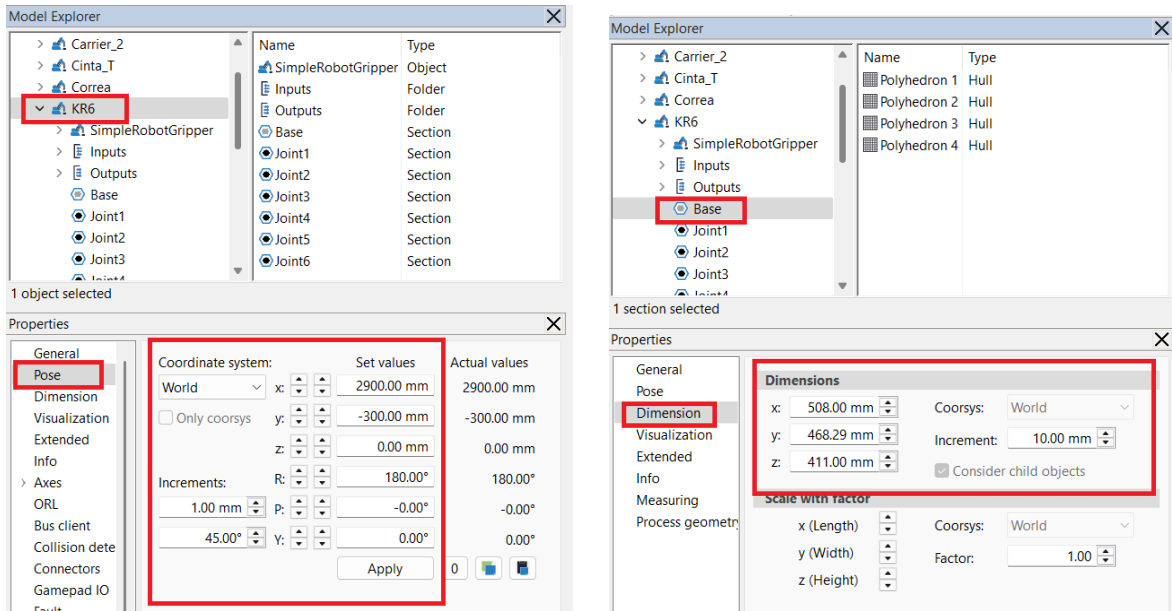 Model Explorer
Carrier_2
Cinta_T
Correa
KR6
SimpleRobotGripper
Inputs
Outputs
Base
Joint1
Joint2
Joint3
Joint4
Name Type
SimpleRobotGripper Object
Inputs Folder
Outputs Folder
Base Section
Joint1 Section
Joint2 Section
Joint3 Section
Joint4 Section
Joint5 Section
Joint6 Section
1 object selected
Properties
General
Pose
Dimension
Visualization
Extended
Info
Axes
ORL
Bus client
Collision dete
Connectors
Gamepad IO
Fault
Coordinate system: Set values Actual values
World x: 2900.00 mm 2900.00 mm
Only coorsys y: -300.00 mm -300.00 mm
z: 0.00 mm 0.00 mm
Increments: R: 180.00° 180.00°
1.00 mm P: -0.00° -0.00°
45.00° Y: 0.00° 0.00°
Apply 0
Model Explorer
Carrier_2
Cinta_T
Correa
KR6
SimpleRobotGripper
Inputs
Outputs
Base
Joint1
Joint2
Joint3
Joint4
Name Type
Polyhedron 1 Hull
Polyhedron 2 Hull
Polyhedron 3 Hull
Polyhedron 4 Hull
1 section selected
Properties
General
Pose
Dimension
Visualization
Extended
Info
Measuring
Process geometry
Dimensions
x: 508.00 mm Coorsys: World
y: 468.29 mm Increment: 10.00 mm
z: 411.00 mm Consider child objects
Scale with factor
x (Length) Coorsys: World
y (Width) Factor: 1.00
z (Height)